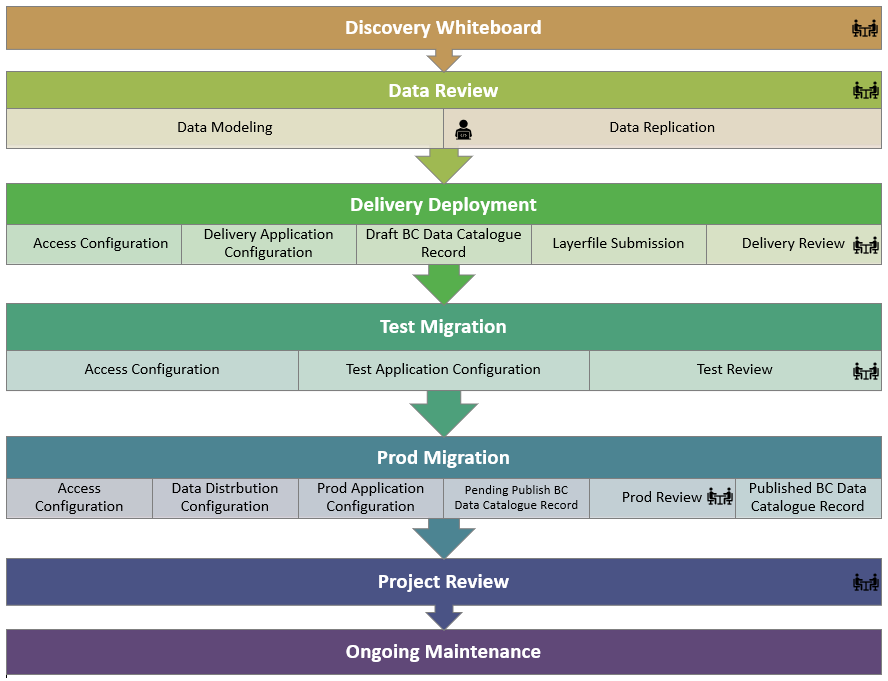 Discovery Whiteboard
Data Review
Data Modeling
Data Replication
Delivery Deployment
Access Configuration
Delivery Application
Configuration
Draft BC Data Catalogue
Record
Layerfile Submission
Delivery Review
Test Migration
Access Configuration
Test Application Configuration
Test Review
Prod Migration
Access
Configuration
Data Distrbution
Configuration
Prod Application
Configuration
Pending Publish BC
Data Catalogue Record
Prod Review
Published BC Data
Catalogue Record
Project Review
Ongoing Maintenance